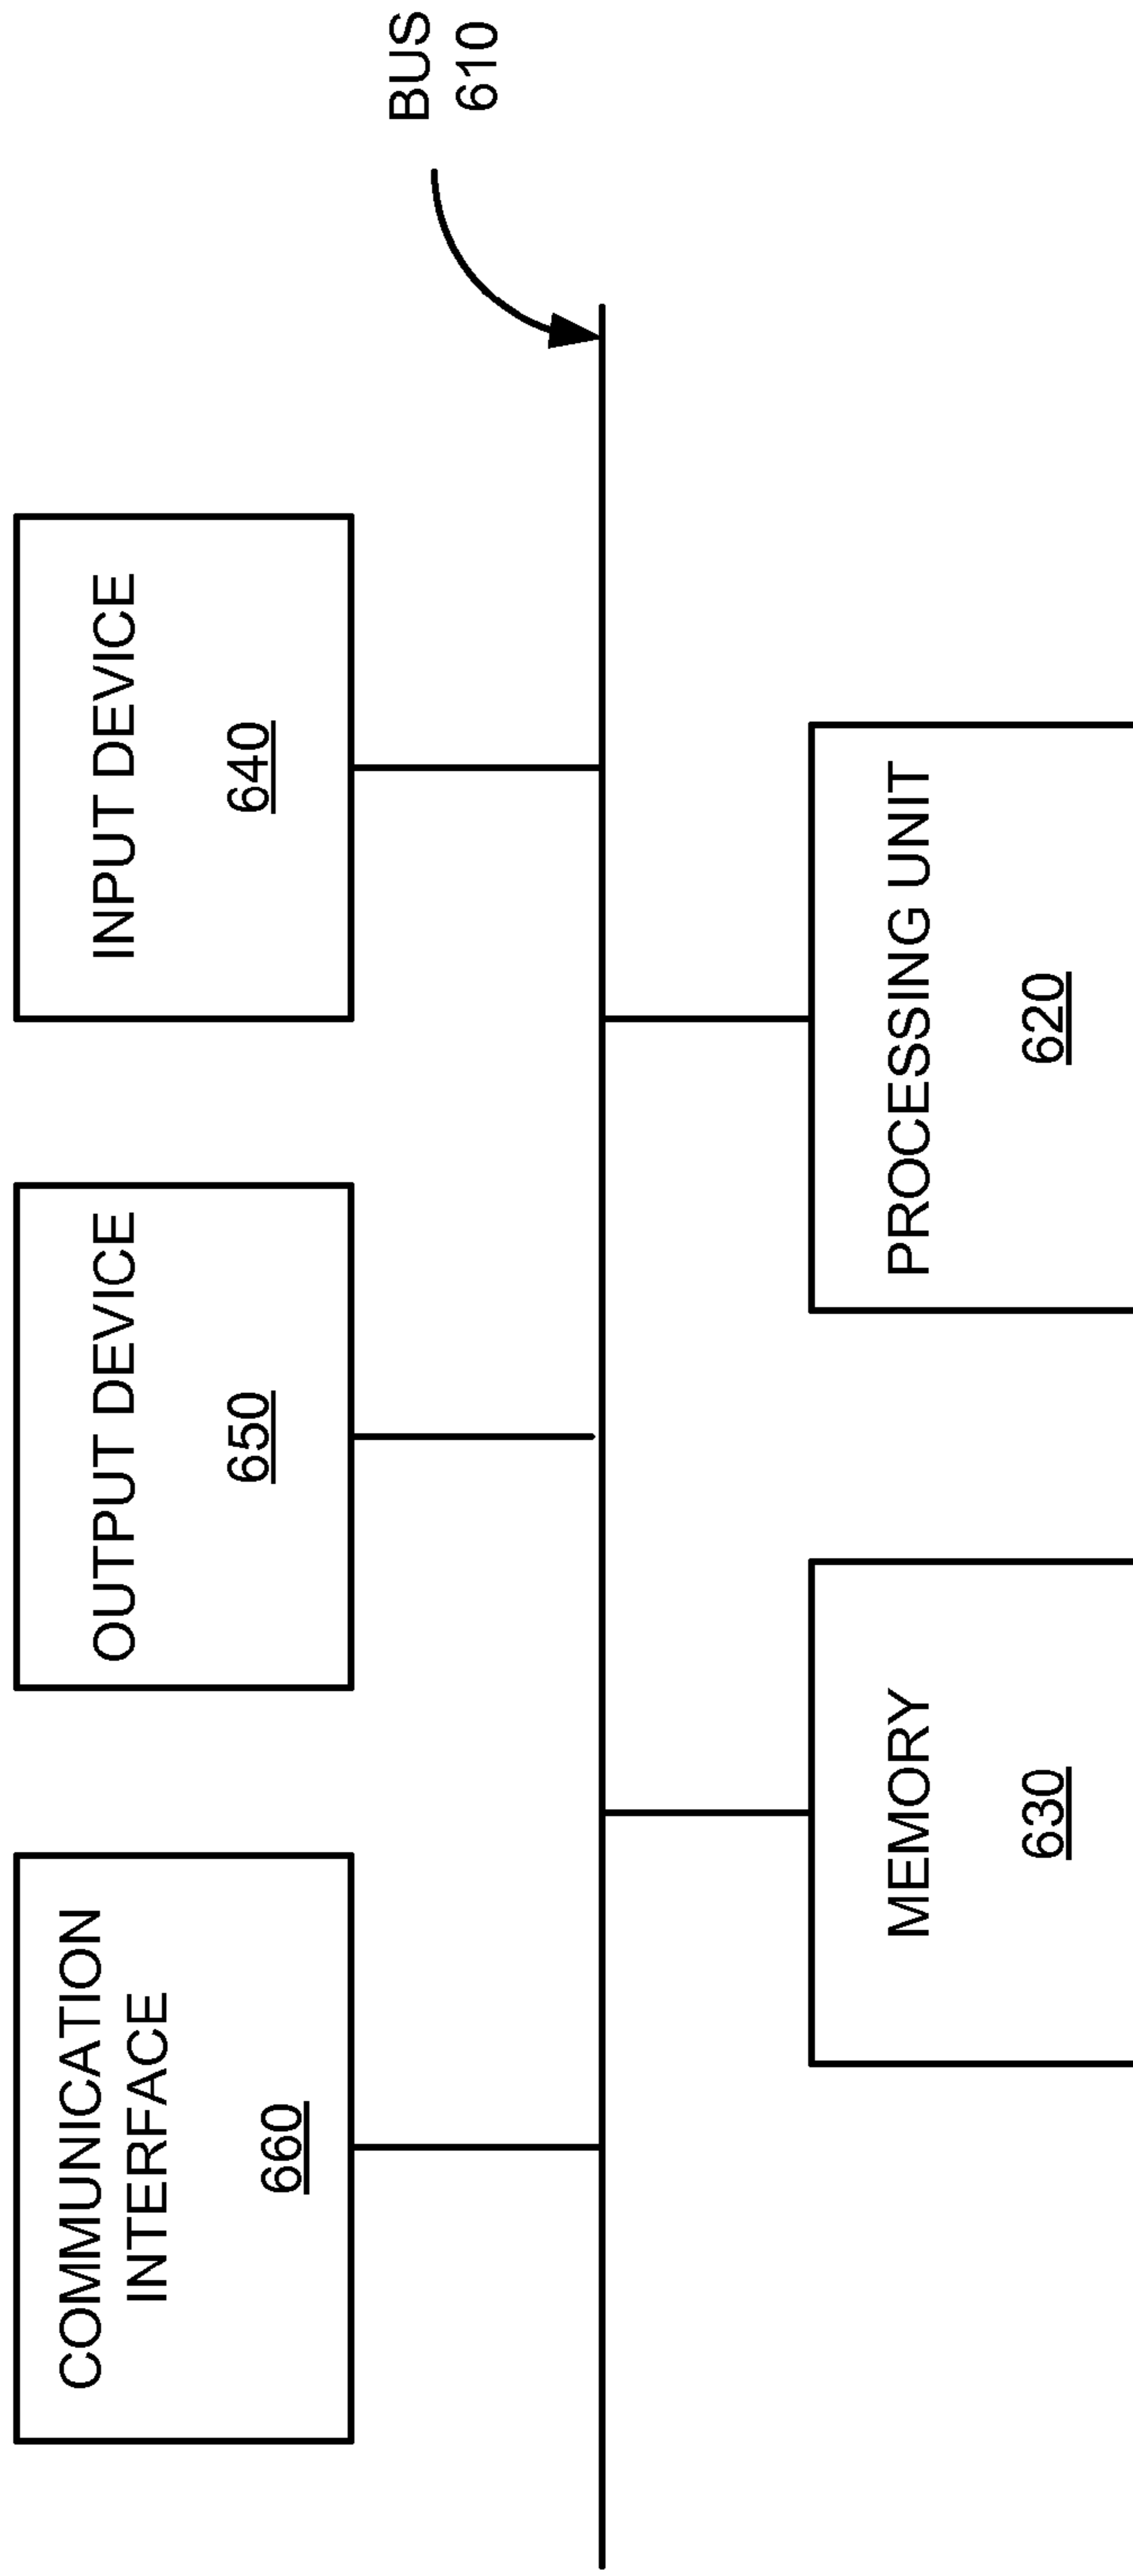 COMMUNICATION
INTERFACE
660
OUTPUT DEVICE
650
INPUT DEVICE
640
BUS
610
MEMORY
630
PROCESSING UNIT
620